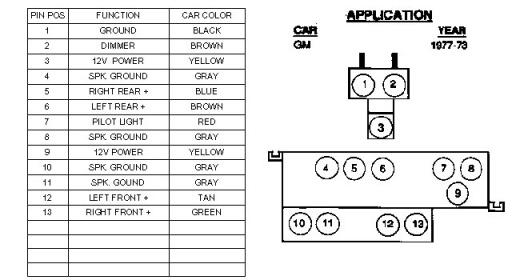 PIN POS FUNCTION CAR COLOR
1 GROUND BLACK
2 DIMMER BROWN
3 12V POWER YELLOW
4 SPK. GROUND GRAY
5 RIGHT REAR + BLUE
6 LEFT REAR + BROWN
7 PILOT LIGHT RED
8 SPK. GROUND GRAY
9 12V POWER YELLOW
10 SPK. GROUND GRAY
11 SPK. GOUND GRAY
12 LEFT FRONT + TAN
13 RIGHT FRONT + GREEN
APPLICATION
CAR YEAR
GM 1977-73
1 2
3
4 5 6 7 8
9
10 11 12 13